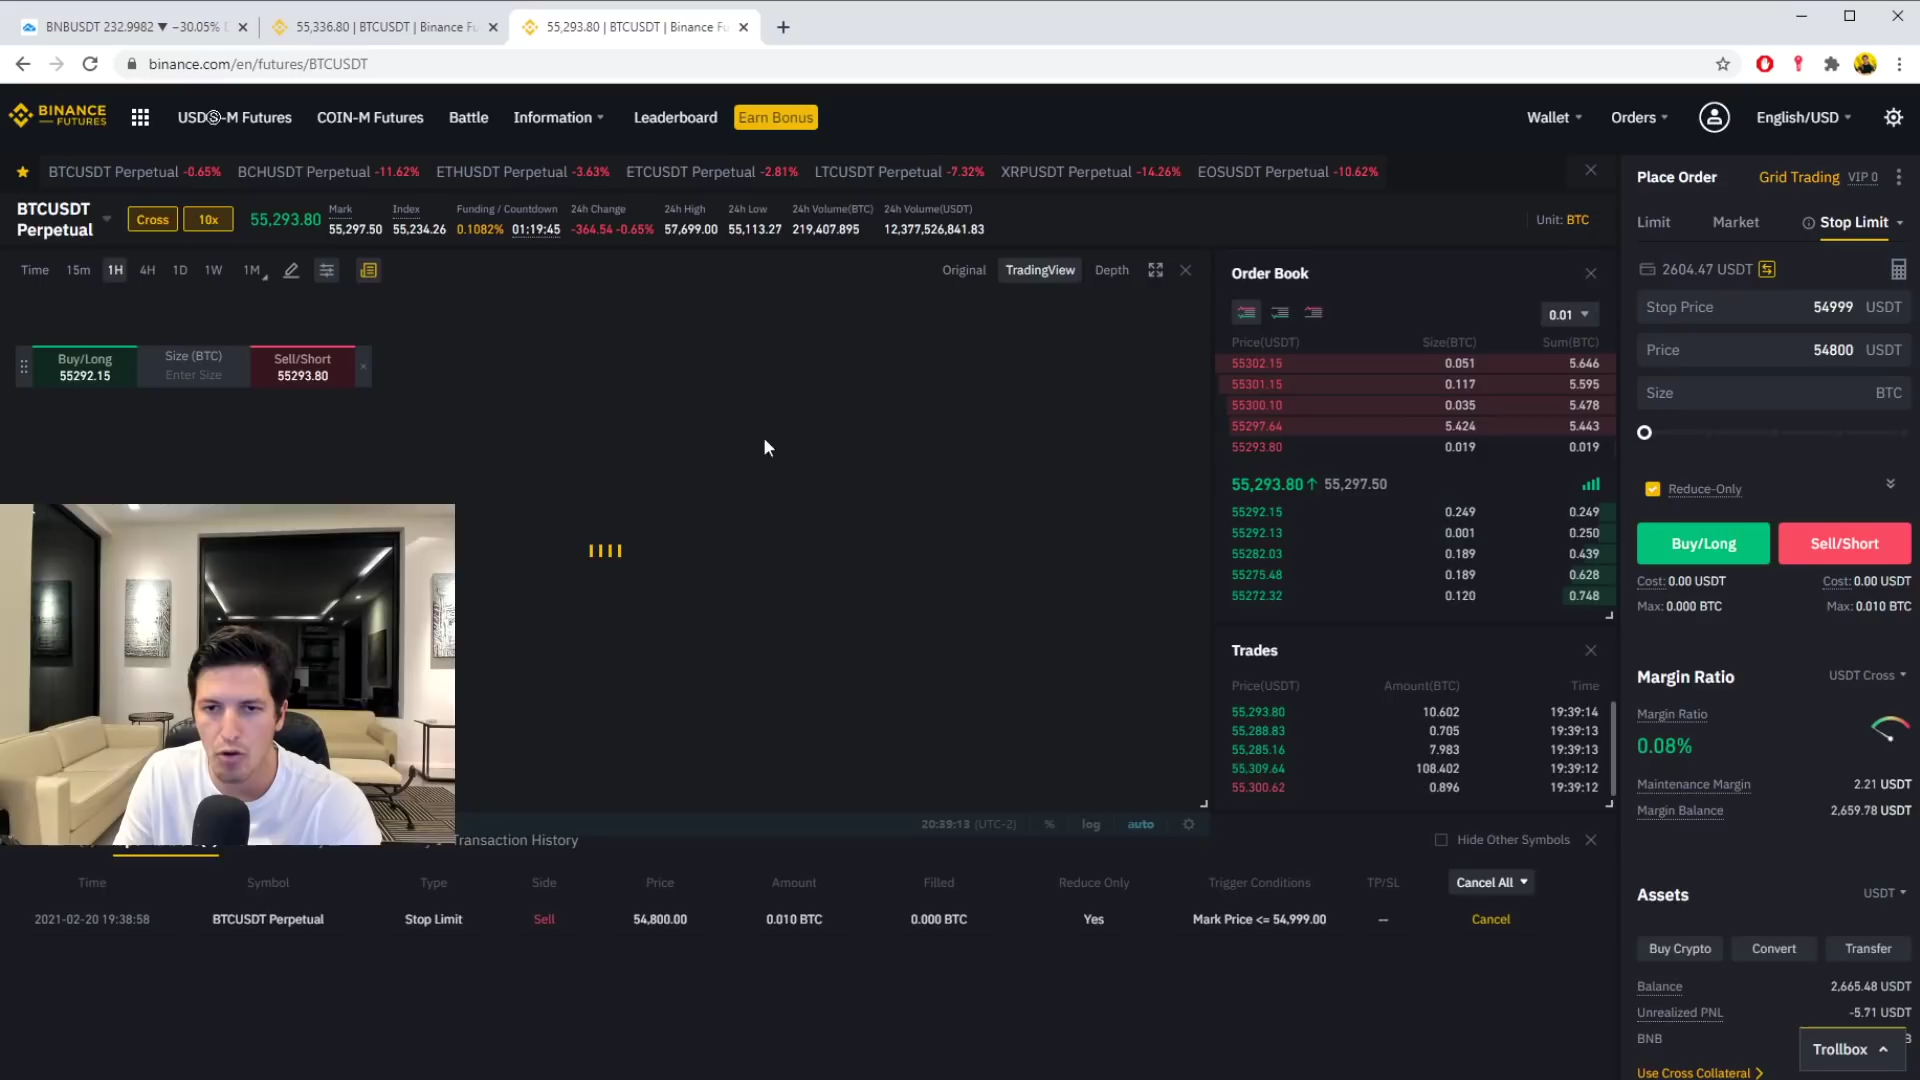 BNBUSDT 232.9982 ▼ −30.05%
55,336.80 | BTCUSDT | Binance Fu
55,293.80 | BTCUSDT | Binance Fu
binance.com/en/futures/BTCUSDT
BINANCE
FUTURES
USDⓈ-M Futures COIN-M Futures Battle Information Leaderboard Earn Bonus
Wallet Orders English/USD
BTCUSDT Perpetual -0.65% BCHUSDT Perpetual -11.62% ETHUSDT Perpetual -3.63% ETCUSDT Perpetual -2.81% LTCUSDT Perpetual -7.32% XRPUSDT Perpetual -14.26% EOSUSDT Perpetual -10.62%
BTCUSDT
Perpetual
Cross 10x 55,293.80
Mark Index Funding / Countdown 24h Change 24h High 24h Low 24h Volume(BTC) 24h Volume(USDT)
55,297.50 55,234.26 0.1082% 01:19:45 -364.54 -0.65% 57,699.00 55,113.27 219,407.895 12,377,526,841.83
Unit: BTC
Time 15m 1H 4H 1D 1W 1M
Original TradingView Depth
Buy/Long Size (BTC) Sell/Short
55292.15 Enter Size 55293.80
20:39:13 (UTC-2) % log auto
Order Book
0.01
Price(USDT) Size(BTC) Sum(BTC)
55302.15 0.051 5.646
55301.15 0.117 5.595
55300.10 0.035 5.478
55297.64 5.424 5.443
55293.80 0.019 0.019
55,293.80↑ 55,297.50
55292.15 0.249 0.249
55292.13 0.001 0.250
55282.03 0.189 0.439
55275.48 0.189 0.628
55272.32 0.120 0.748
Trades
Price(USDT) Amount(BTC) Time
55,293.80 10.602 19:39:14
55,288.83 0.705 19:39:13
55,285.16 7.983 19:39:13
55,309.64 108.402 19:39:12
55,300.62 0.896 19:39:12
Place Order Grid Trading VIP 0
Limit Market Stop Limit
2604.47 USDT
Stop Price 54999 USDT
Price 54800 USDT
Size BTC
Reduce-Only
Buy/Long Sell/Short
Cost: 0.00 USDT Cost: 0.00 USDT
Max: 0.000 BTC Max: 0.010 BTC
Margin Ratio USDT Cross
Margin Ratio
0.08%
Maintenance Margin 2.21 USDT
Margin Balance 2,659.78 USDT
Assets USDT
Buy Crypto Convert Transfer
Balance 2,665.48 USDT
Unrealized PNL -5.71 USDT
BNB
Trollbox
Use Cross Collateral
Transaction History
Hide Other Symbols
Time Symbol Type Side Price Amount Filled Reduce Only Trigger Conditions TP/SL Cancel All
2021-02-20 19:38:58 BTCUSDT Perpetual Stop Limit Sell 54,800.00 0.010 BTC 0.000 BTC Yes Mark Price <= 54,999.00 -- Cancel